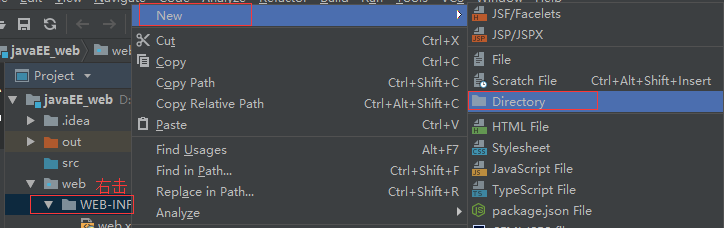 New
javaEE_web
web
Project
javaEE_web D:
.idea
out
src
web 右击
WEB-INF
web.x
Cut Ctrl+X
Copy Ctrl+C
Copy Path Ctrl+Shift+C
Copy Relative Path Ctrl+Alt+Shift+C
Paste Ctrl+V
Find Usages Alt+F7
Find in Path... Ctrl+Shift+F
Replace in Path... Ctrl+Shift+R
Analyze
JSF/Facelets
JSP/JSPX
File
Scratch File Ctrl+Alt+Shift+Insert
Directory
HTML File
Stylesheet
JavaScript File
TypeScript File
package.json File